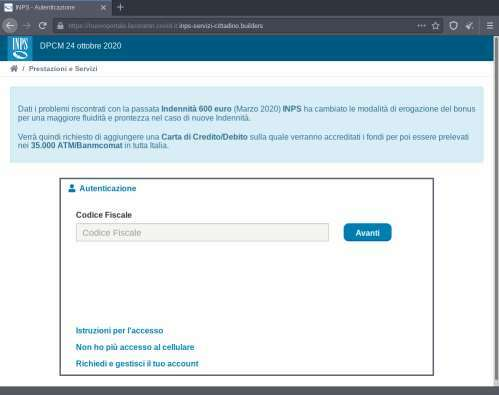 INPS - Autenticazione
inps-servizi-cittadino.builders
INPS
DPCM 24 ottobre 2020
/ Prestazioni e Servizi
Dati i problemi riscontrati con la passata Indennità 600 euro (Marzo 2020) INPS ha cambiato le modalità di erogazione del bonus
per una maggiore fluidità e prontezza nel caso di nuove Indennità.
Verrà quindi richiesto di aggiungere una Carta di Credito/Debito sulla quale verranno accreditati i fondi per poi essere prelevati
nei 35.000 ATM/Banmcomat in tutta Italia.
Autenticazione
Codice Fiscale
Codice Fiscale
Avanti
Istruzioni per l'accesso
Non ho più accesso al cellulare
Richiedi e gestisci il tuo account